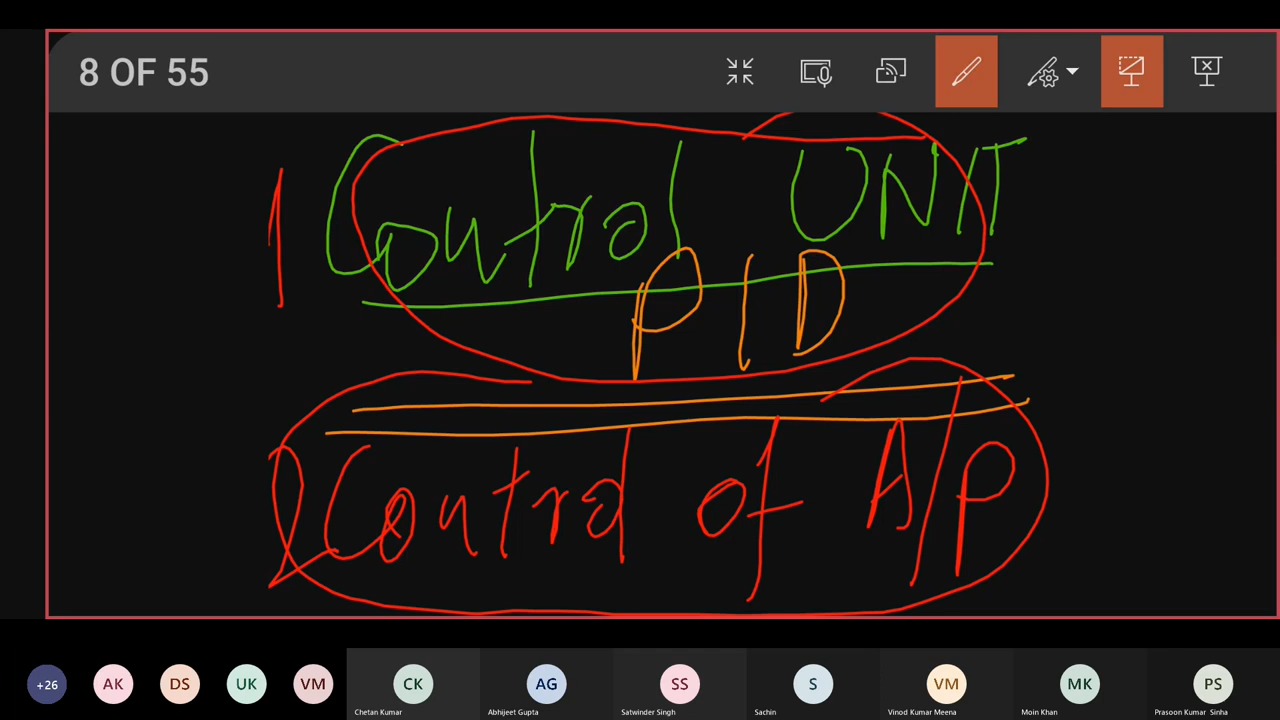 8 OF 55
1 Control UNIT
PID
2 Control of A/P
+26 AK DS UK VM CK AG SS S VM MK PS
Chetan Kumar Abhijeet Gupta Satwinder Singh Sachin Vinod Kumar Meena Moin Khan Prasoon Kumar Sinha